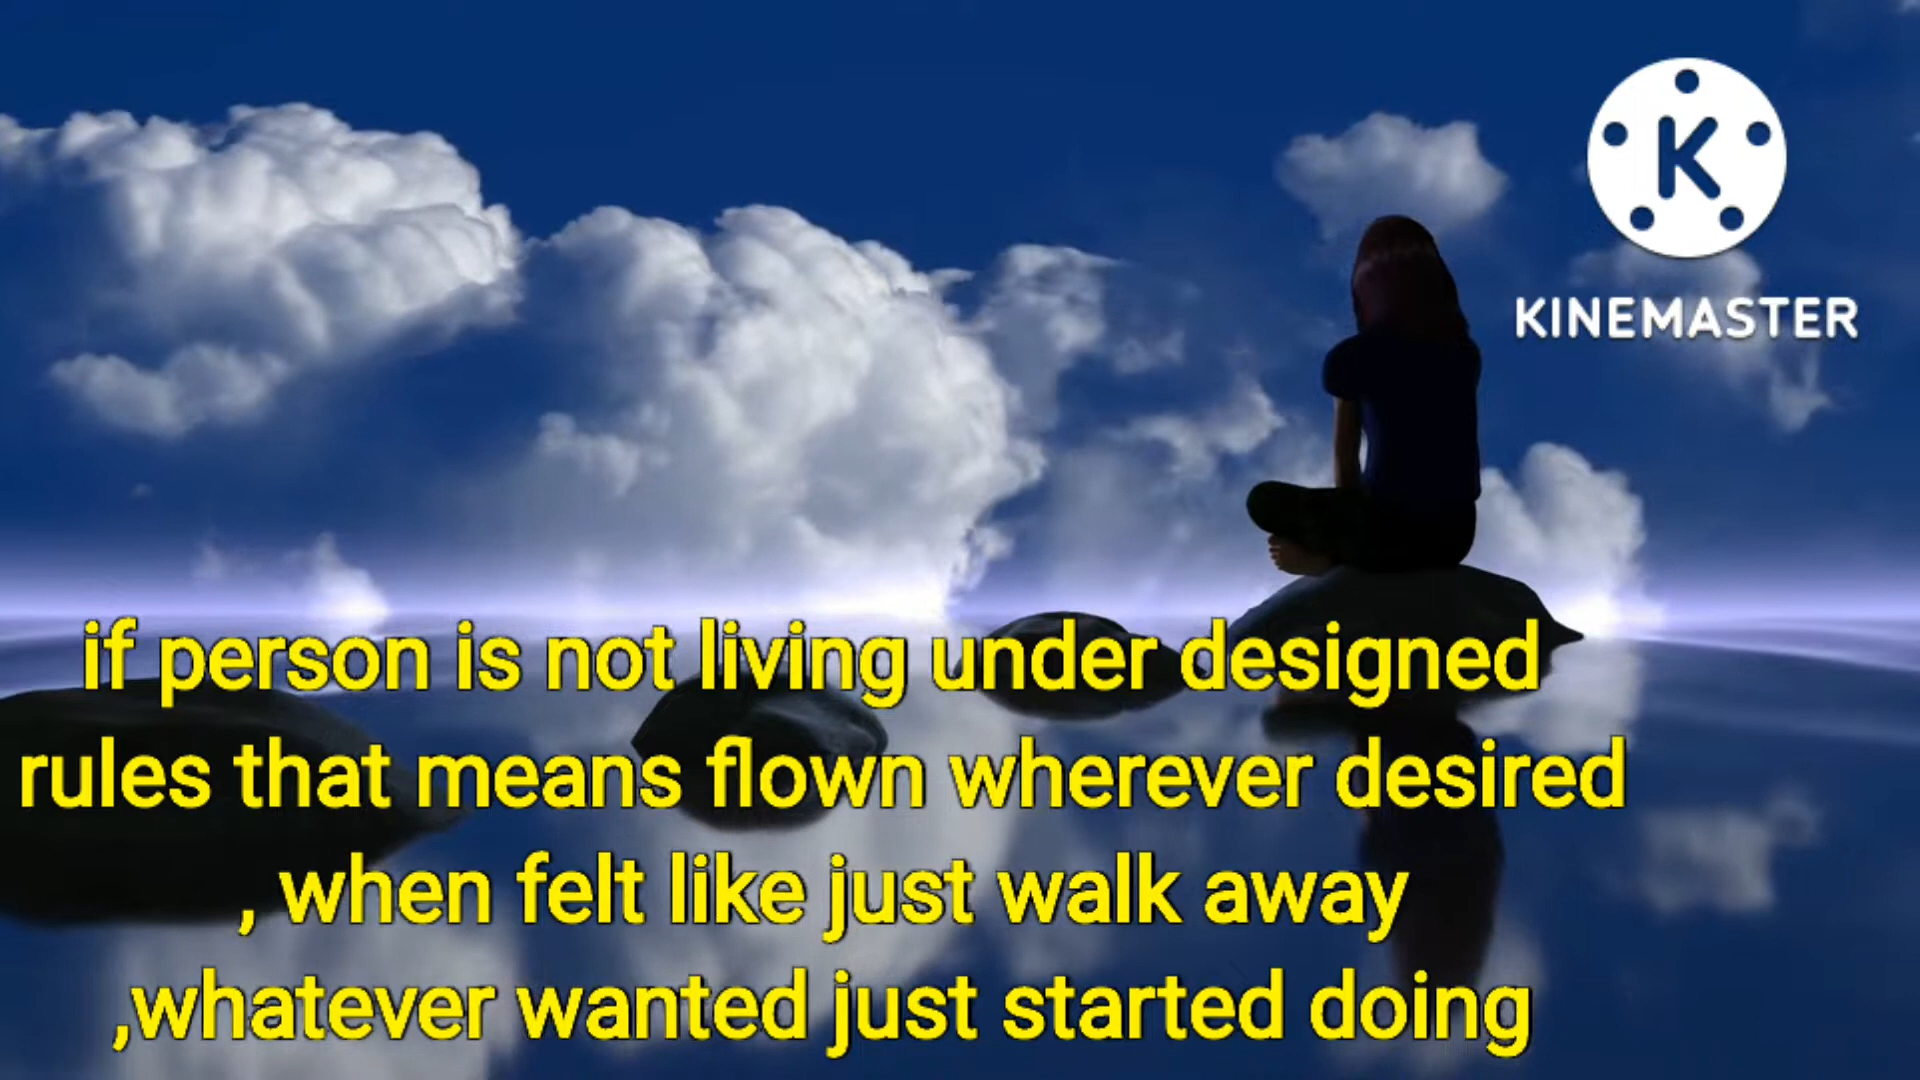 K
KINEMASTER
if person is not living under designed
rules that means flown wherever desired
, when felt like just walk away
,whatever wanted just started doing